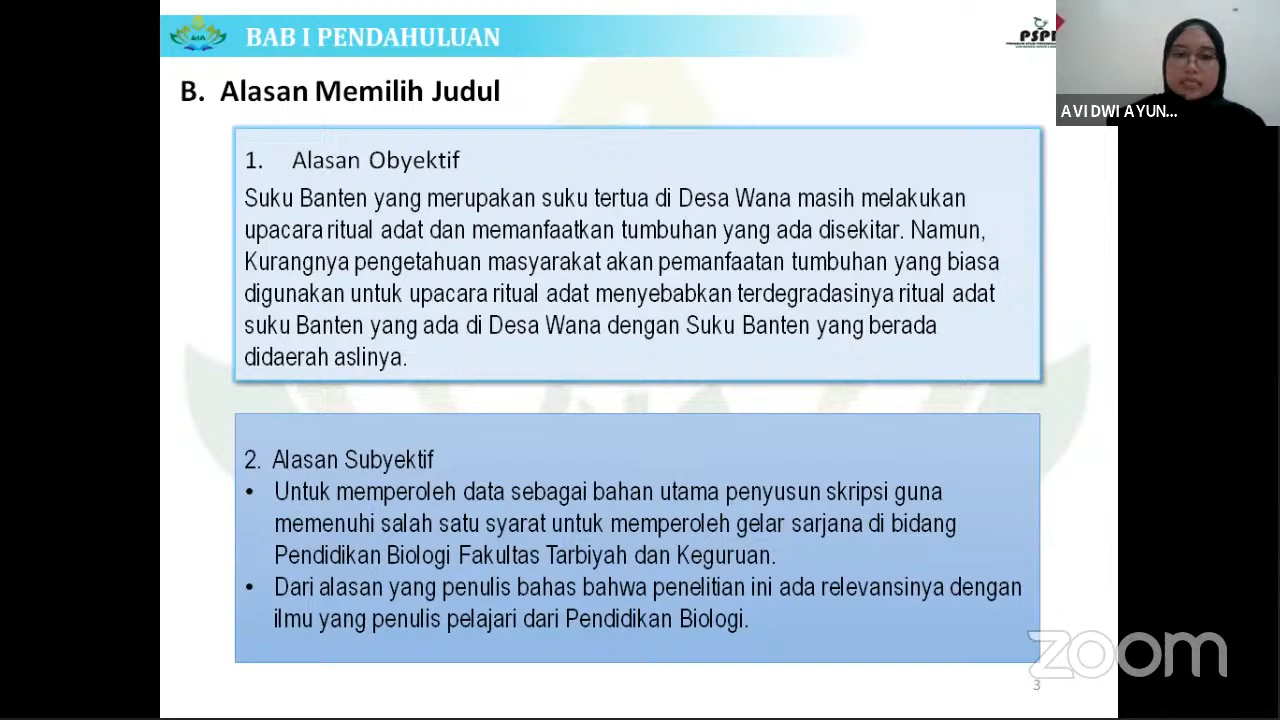 BAB I PENDAHULUAN
B. Alasan Memilih Judul
AVI DWI AYUN...
1. Alasan Obyektif
Suku Banten yang merupakan suku tertua di Desa Wana masih melakukan
upacara ritual adat dan memanfaatkan tumbuhan yang ada disekitar. Namun,
Kurangnya pengetahuan masyarakat akan pemanfaatan tumbuhan yang biasa
digunakan untuk upacara ritual adat menyebabkan terdegradasinya ritual adat
suku Banten yang ada di Desa Wana dengan Suku Banten yang berada
didaerah aslinya.
2. Alasan Subyektif
• Untuk memperoleh data sebagai bahan utama penyusun skripsi guna
memenuhi salah satu syarat untuk memperoleh gelar sarjana di bidang
Pendidikan Biologi Fakultas Tarbiyah dan Keguruan.
• Dari alasan yang penulis bahas bahwa penelitian ini ada relevansinya dengan
ilmu yang penulis pelajari dari Pendidikan Biologi.
zoom
3